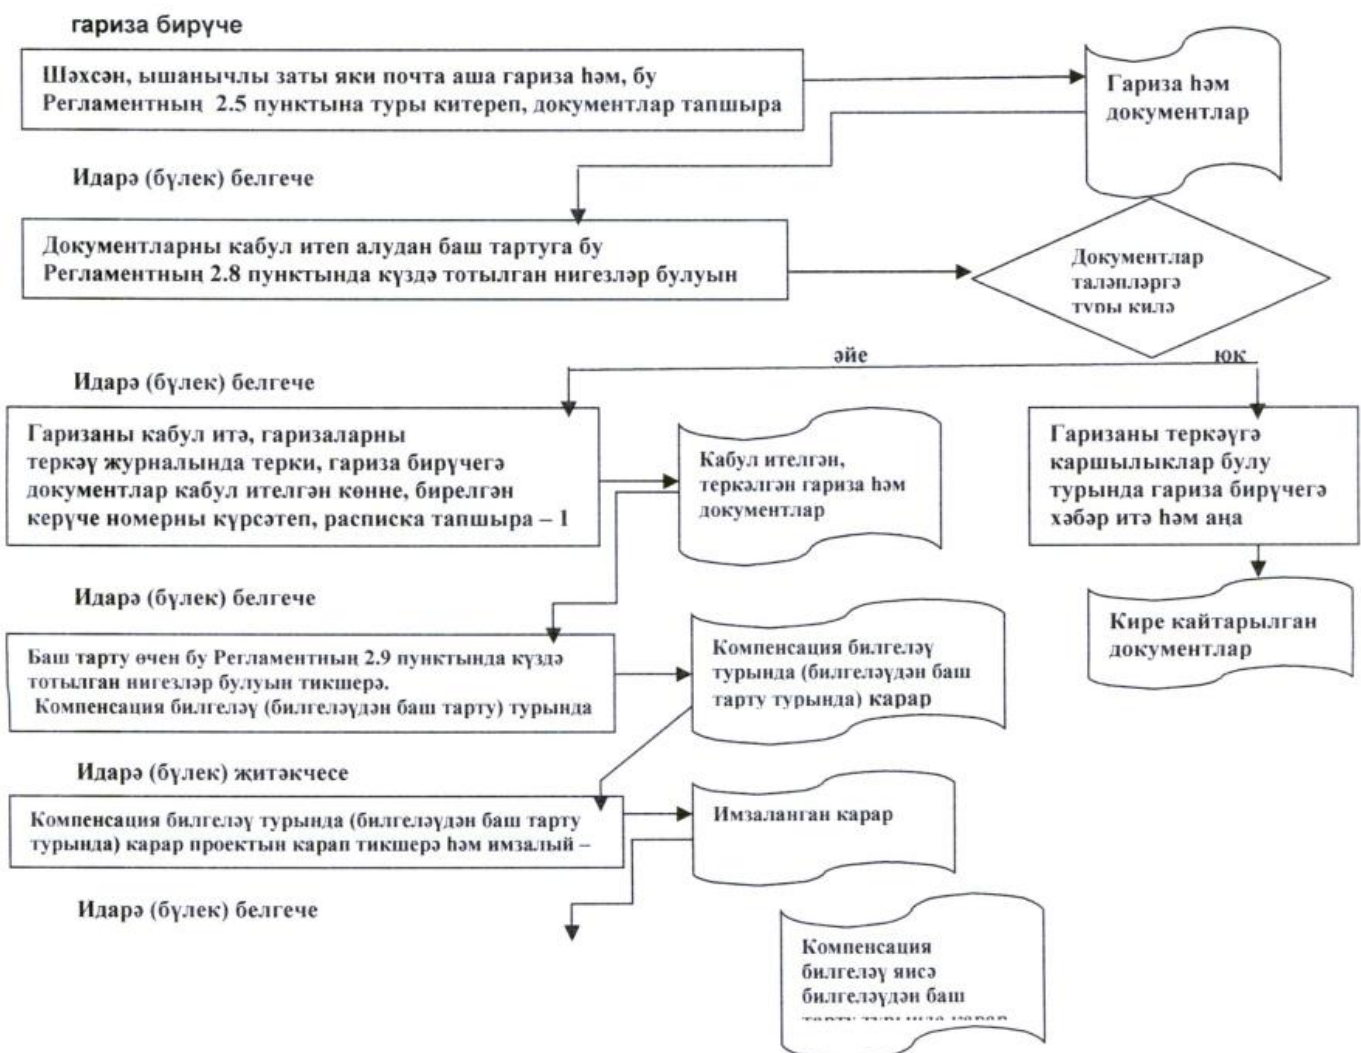 гариза бирүче
Шәхсән, ышанычлы заты яки почта аша гариза һәм, бу
Регламентның 2.5 пунктына туры китереп, документлар тапшыра
Гариза һәм
документлар
Идарә (бүлек) белгече
Документларны кабул итеп алудан баш тартуга бу
Регламентның 2.8 пунктында күздә тотылган нигезләр булуын
Документлар
таләпләргә
туры килә
әйе
юк
Идарә (бүлек) белгече
Гаризаны кабул итә, гаризаларны
теркәү журналында терки, гариза бирүчегә
документлар кабул ителгән көнне, бирелгән
керүче номерны күрсәтеп, расписка тапшыра – 1
Кабул ителгән,
теркәлгән гариза һәм
документлар
Гаризаны теркәүгә
каршылыклар булу
турында гариза бирүчегә
хәбәр итә һәм аңа
Кире кайтарылган
документлар
Идарә (бүлек) белгече
Баш тарту өчен бу Регламентның 2.9 пунктында күздә
тотылган нигезләр булуын тикшерә.
Компенсация билгеләү (билгеләүдән баш тарту) турында
Компенсация билгеләү
турында (билгеләүдән баш
тарту турында) карар
Идарә (бүлек) җитәкчесе
Компенсация билгеләү турында (билгеләүдән баш тарту
турында) карар проектын карап тикшерә һәм имзалый –
Имзаланган карар
Идарә (бүлек) белгече
Компенсация
билгеләү яисә
билгеләүдән баш
тарту турында карар